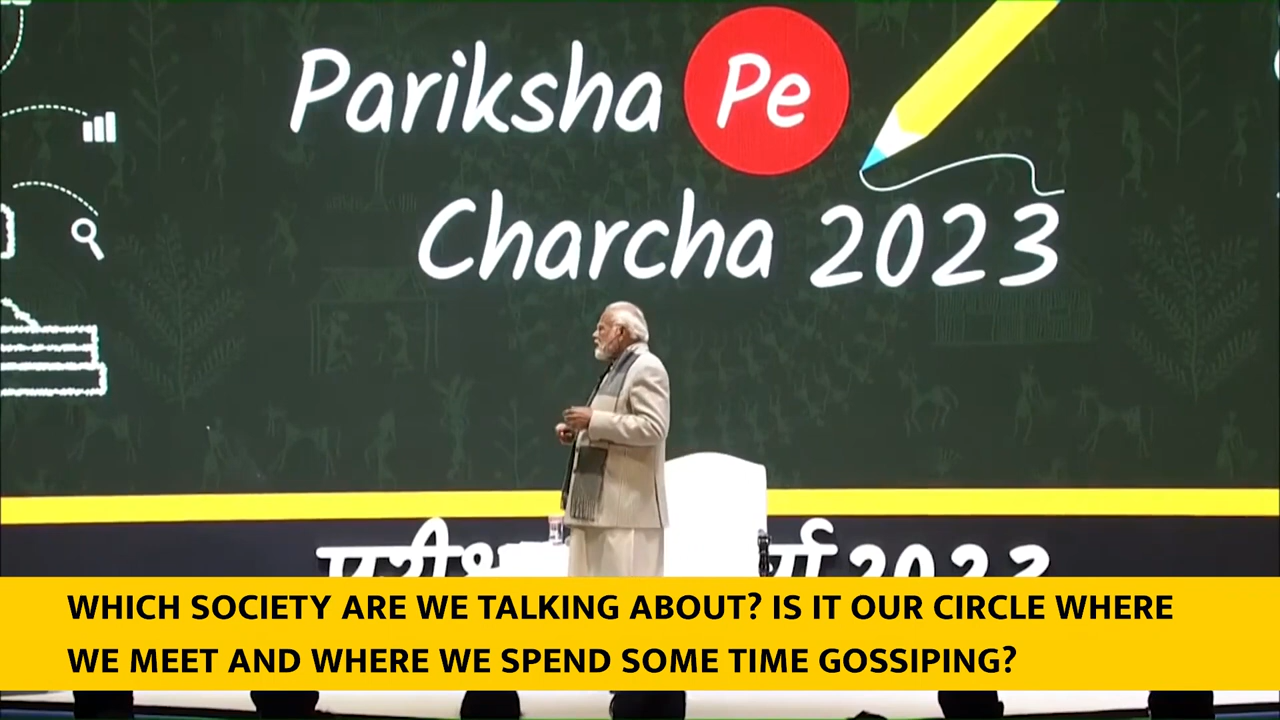 Pariksha Pe
Charcha 2023
WHICH SOCIETY ARE WE TALKING ABOUT? IS IT OUR CIRCLE WHERE
WE MEET AND WHERE WE SPEND SOME TIME GOSSIPING?